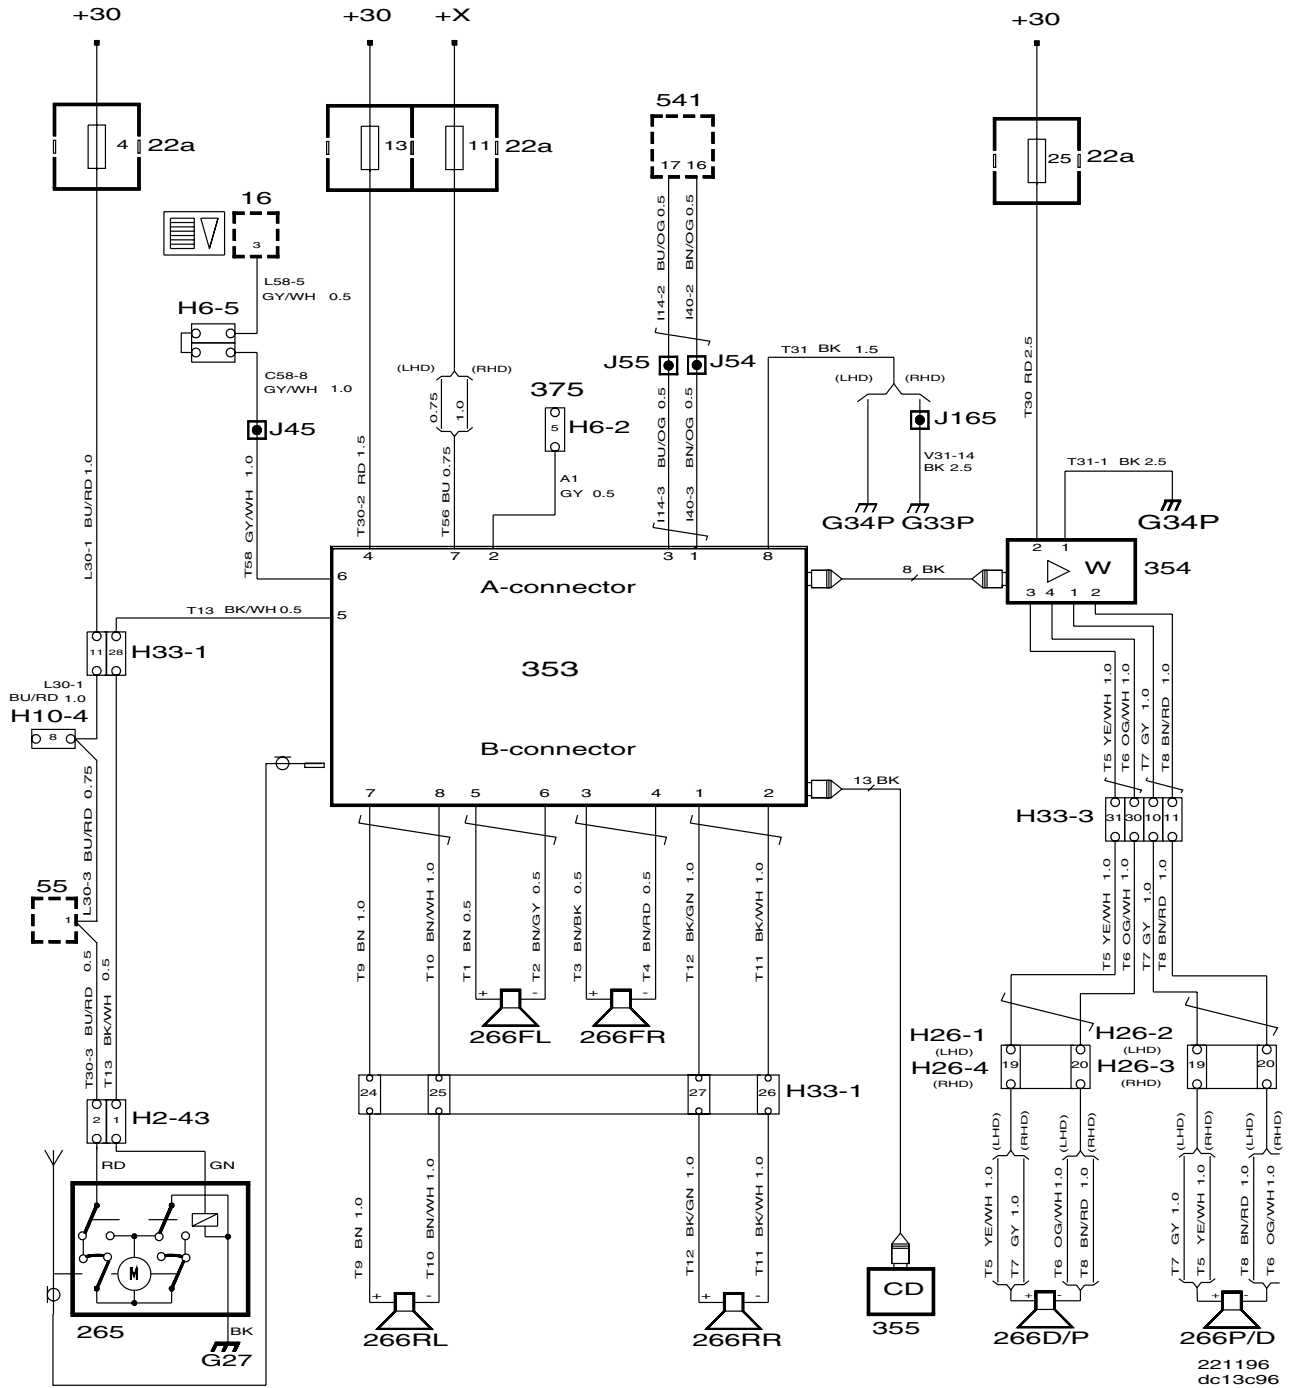 +30
+30
+X
+30
541
17 16
4
22a
13
11
22a
25
22a
16
3
L58-5
GY/WH 0.5
H6-5
C58-8
GY/WH 1.0
J45
(LHD)
(RHD)
0.75
1.0
375
5
H6-2
A1
GY 0.5
I14-2 BU/OG 0.5
I40-2 BN/OG 0.5
J55
J54
I14-3 BU/OG 0.5
I40-3 BN/OG 0.5
T31 BK 1.5
(LHD)
(RHD)
J165
V31-14
BK 2.5
G34P
G33P
T30 RD 2.5
T31-1 BK 2.5
G34P
L30-1 BU/RD 1.0
T58 GY/WH 1.0
T30-2 RD 1.5
T56 BU 0.75
4
7
2
3
1
8
6
5
A-connector
353
B-connector
8 BK
2
1
W
354
3 4 1 2
T13 BK/WH 0.5
11
28
H33-1
L30-1
BU/RD 1.0
H10-4
8
L30-3 BU/RD 0.75
55
1
7
8
5
6
3
4
1
2
13 BK
T5 YE/WH 1.0
T6 OG/WH 1.0
T7 GY 1.0
T8 BN/RD 1.0
H33-3
31
30
10
11
T9 BN 1.0
T10 BN/WH 1.0
T1 BN 0.5
T2 BN/GY 0.5
T3 BN/BK 0.5
T4 BN/RD 0.5
T12 BK/GN 1.0
T11 BK/WH 1.0
T5 YE/WH 1.0
T6 OG/WH 1.0
T7 GY 1.0
T8 BN/RD 1.0
+ -
266FL
+ -
266FR
T30-3 BU/RD 0.5
T13 BK/WH 0.5
H26-1
(LHD)
H26-4
(RHD)
19
20
H26-2
(LHD)
H26-3
(RHD)
19
20
24
25
27
26
H33-1
2
1
H2-43
RD
GN
(LHD)
(RHD)
(LHD)
(RHD)
(LHD)
(RHD)
(LHD)
(RHD)
T9 BN 1.0
T10 BN/WH 1.0
T12 BK/GN 1.0
T11 BK/WH 1.0
T5 YE/WH 1.0
T7 GY 1.0
T6 OG/WH 1.0
T8 BN/RD 1.0
T7 GY 1.0
T5 YE/WH 1.0
T8 BN/RD 1.0
T6 OG/WH 1.0
M
265
BK
G27
+ -
266RL
+ -
266RR
CD
355
+ -
266D/P
+ -
266P/D
221196
dc13c96